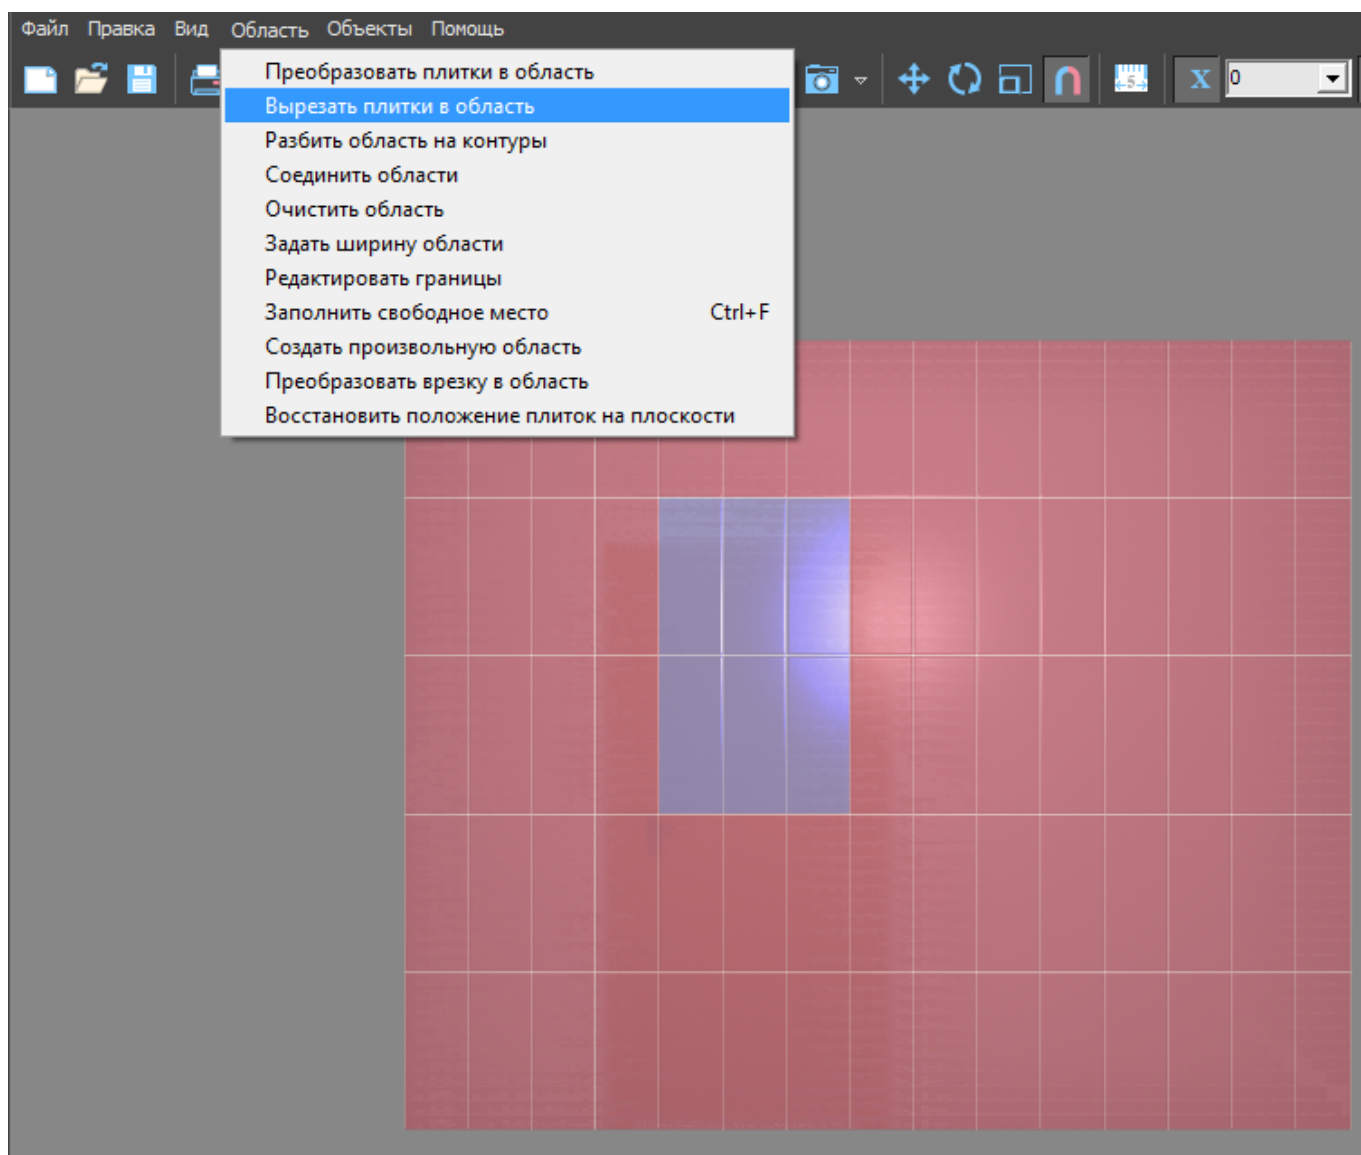 Файл Правка Вид Область Объекты Помощь
5
X 0
Преобразовать плитки в область
Вырезать плитки в область
Разбить область на контуры
Соединить области
Очистить область
Задать ширину области
Редактировать границы
Заполнить свободное место Ctrl+F
Создать произвольную область
Преобразовать врезку в область
Восстановить положение плиток на плоскости